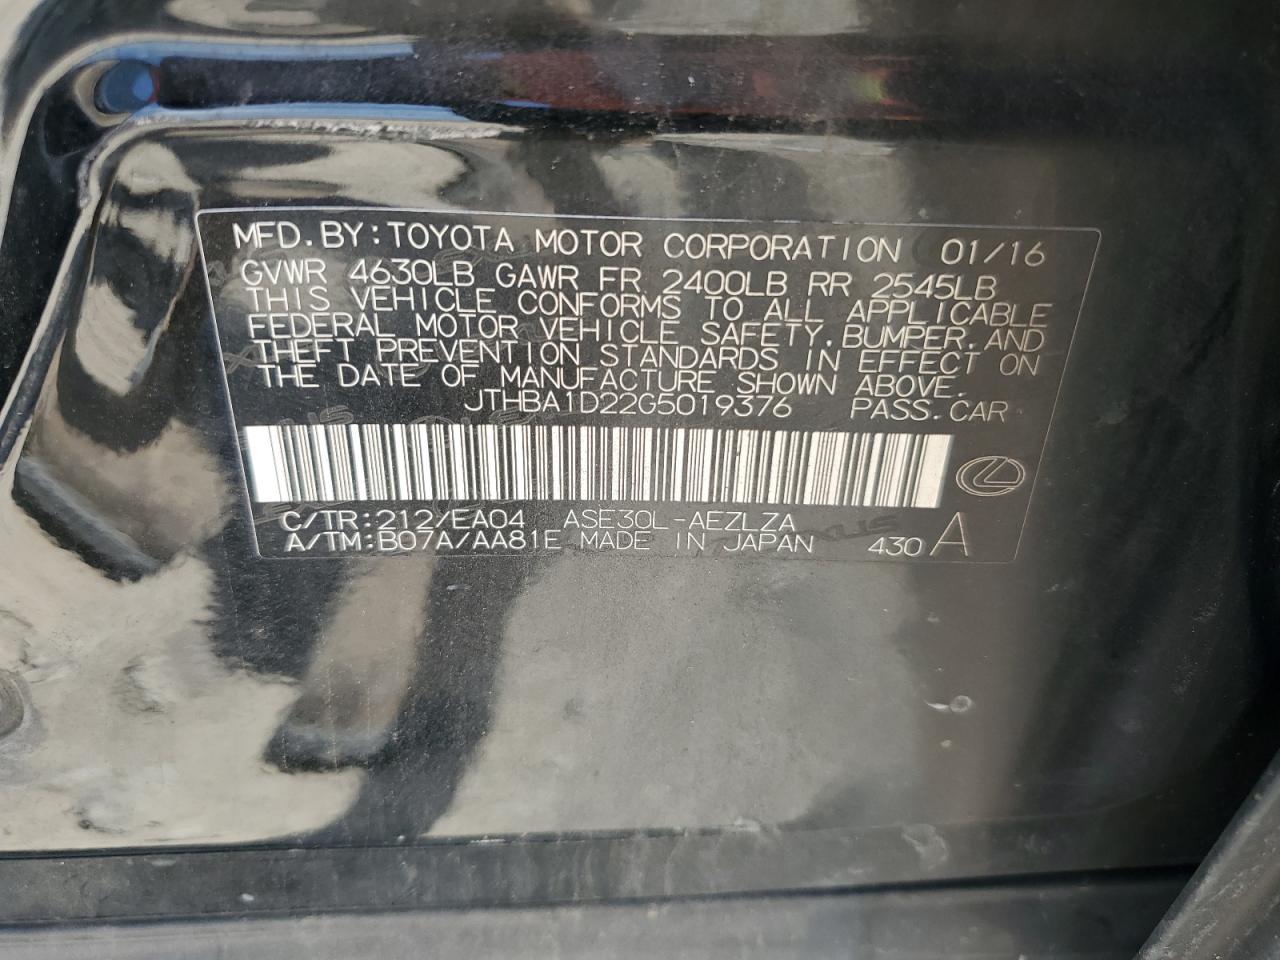 MFD. BY: TOYOTA MOTOR CORPORATION 01/16
GVWR 4630LB GAWR FR 2400LB RR 2545LB
THIS VEHICLE CONFORMS TO ALL APPLICABLE
FEDERAL MOTOR VEHICLE SAFETY, BUMPER, AND
THEFT PREVENTION STANDARDS IN EFFECT ON
THE DATE OF MANUFACTURE SHOWN ABOVE.
JTHBA1D22G5019376 PASS. CAR
C/TR: 212/EA04 ASE30L-AEZLZA
A/TM: B07A/AA81E MADE IN JAPAN 430 A